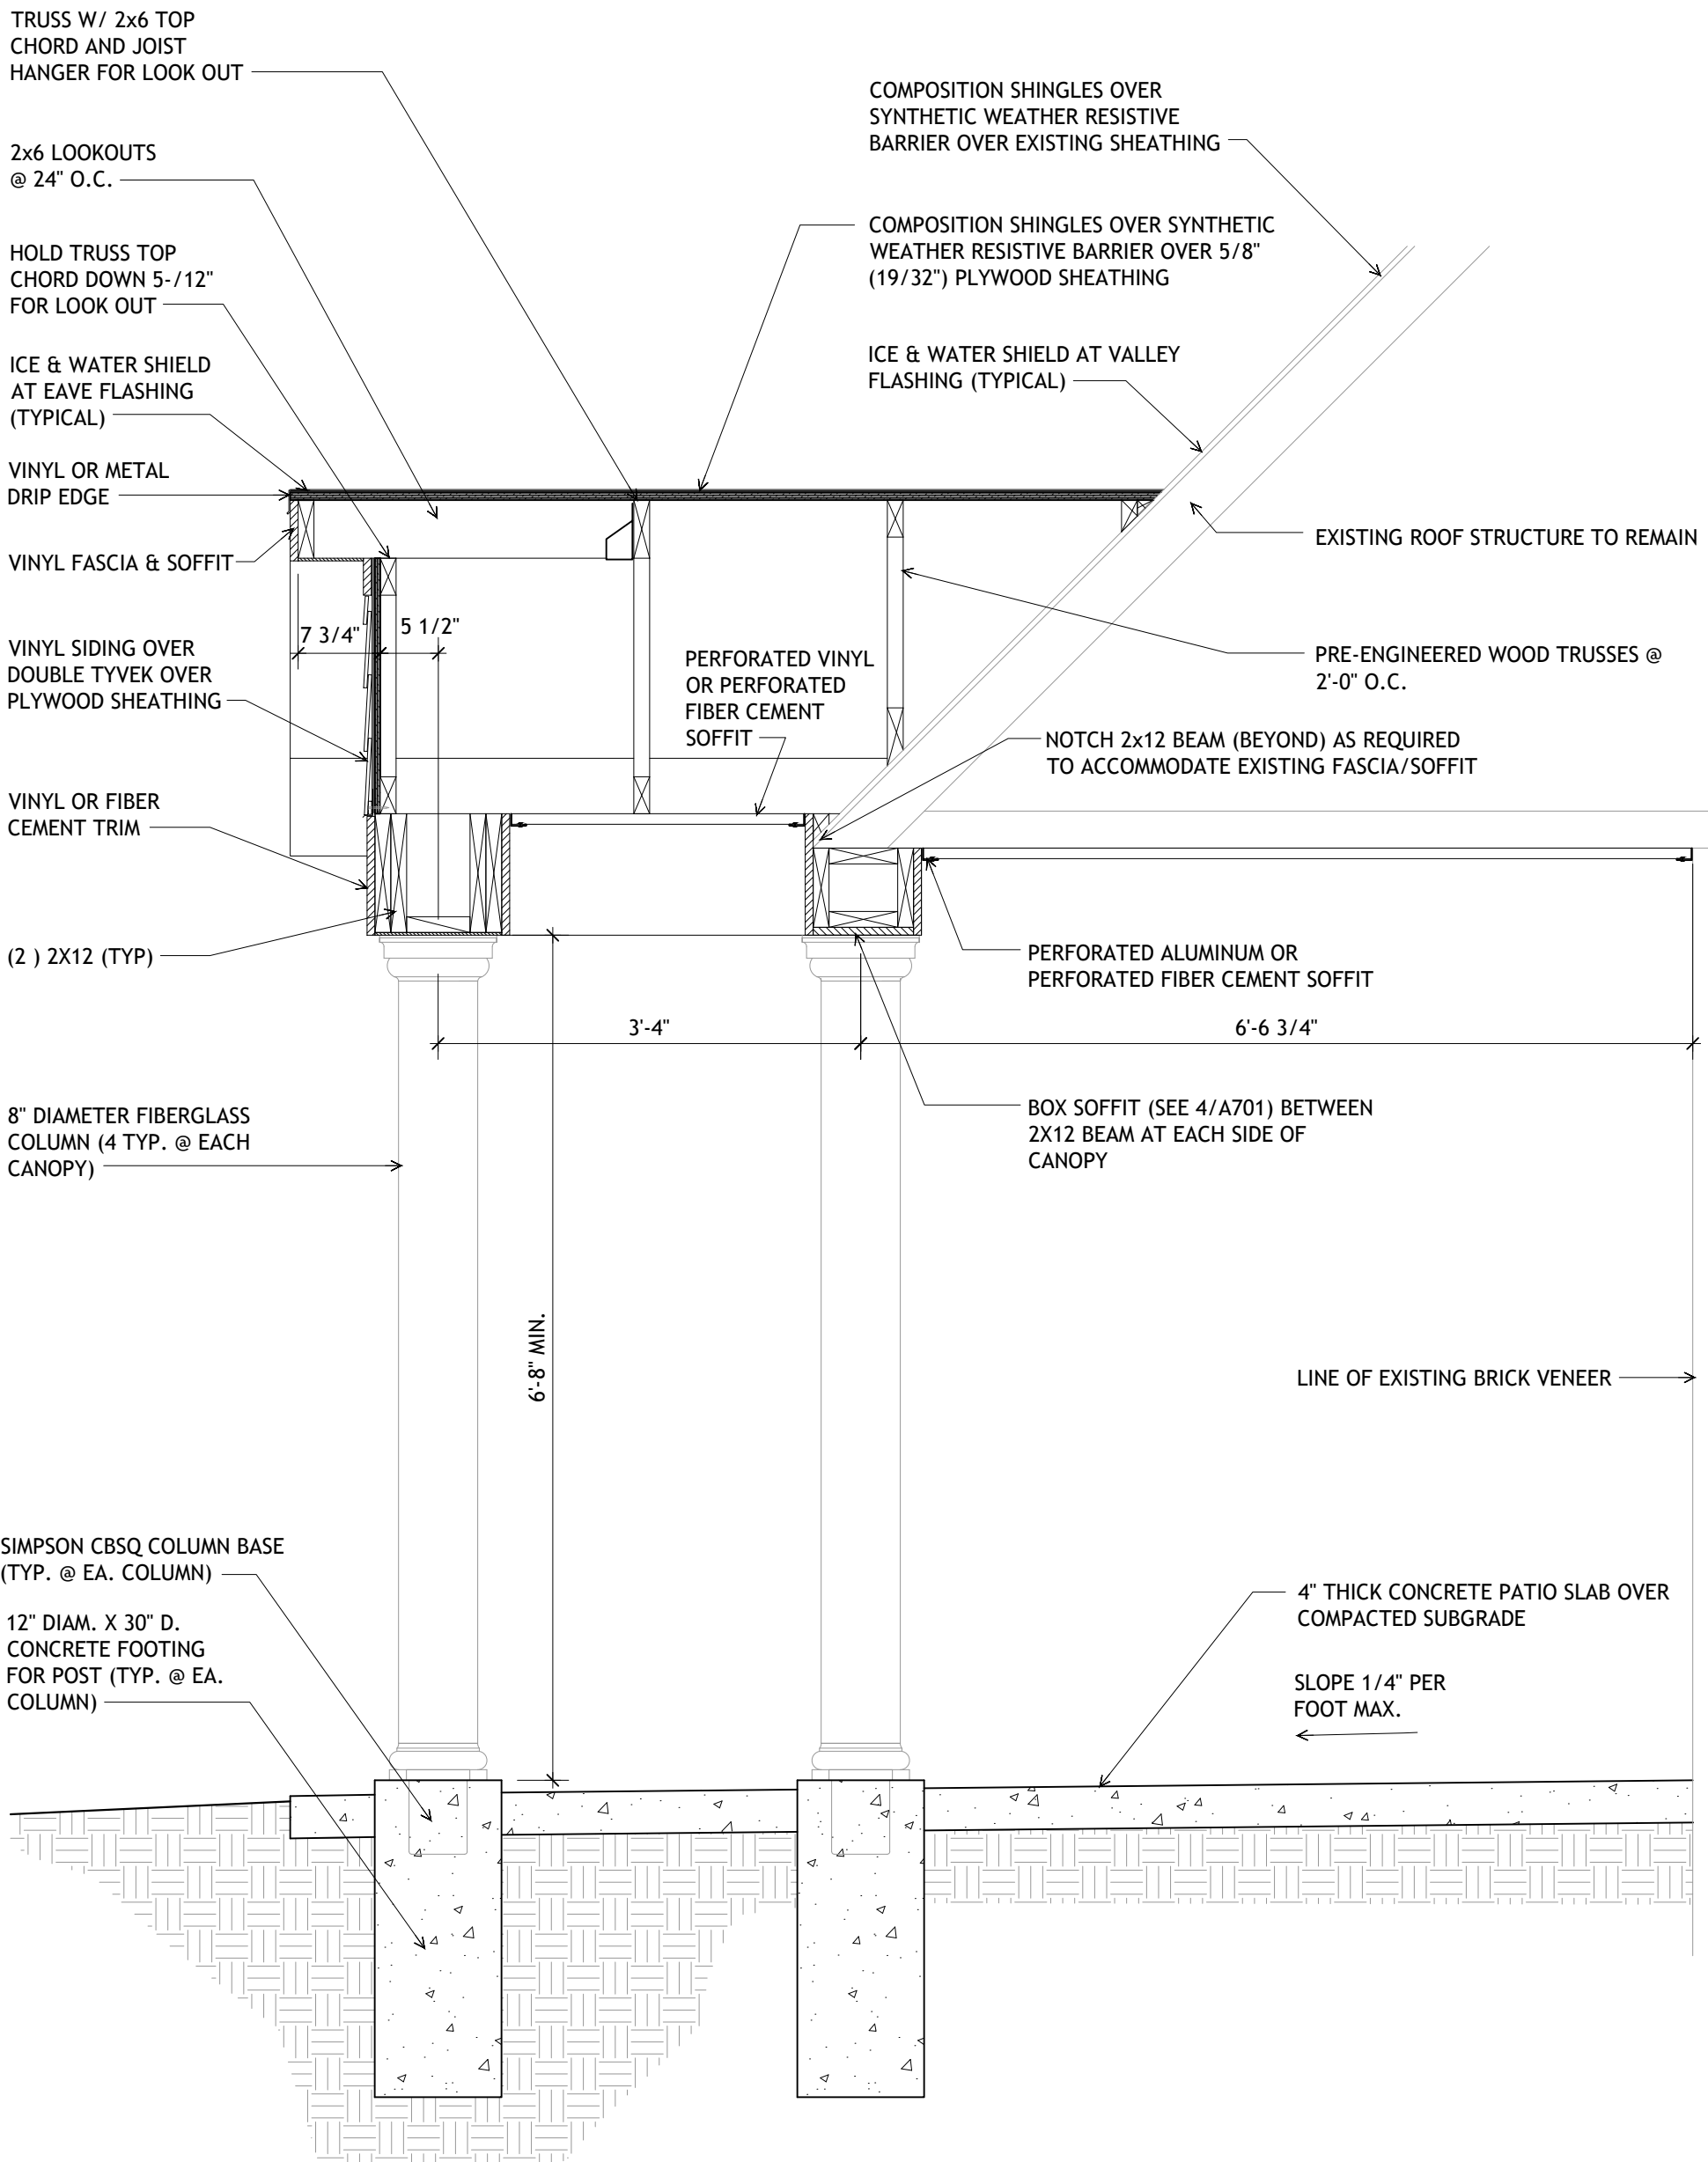 TRUSS W/ 2x6 TOP
CHORD AND JOIST
HANGER FOR LOOK OUT
2x6 LOOKOUTS
@ 24" O.C.
HOLD TRUSS TOP
CHORD DOWN 5-/12"
FOR LOOK OUT
ICE & WATER SHIELD
AT EAVE FLASHING
(TYPICAL)
VINYL OR METAL
DRIP EDGE
VINYL FASCIA & SOFFIT
VINYL SIDING OVER
DOUBLE TYVEK OVER
PLYWOOD SHEATHING
VINYL OR FIBER
CEMENT TRIM
(2 ) 2X12 (TYP)
8" DIAMETER FIBERGLASS
COLUMN (4 TYP. @ EACH
CANOPY)
SIMPSON CBSQ COLUMN BASE
(TYP. @ EA. COLUMN)
12" DIAM. X 30" D.
CONCRETE FOOTING
FOR POST (TYP. @ EA.
COLUMN)
7 3/4"
5 1/2"
PERFORATED VINYL
OR PERFORATED
FIBER CEMENT
SOFFIT
3'-4"
6'-6 3/4"
6'-8" MIN.
COMPOSITION SHINGLES OVER
SYNTHETIC WEATHER RESISTIVE
BARRIER OVER EXISTING SHEATHING
COMPOSITION SHINGLES OVER SYNTHETIC
WEATHER RESISTIVE BARRIER OVER 5/8"
(19/32") PLYWOOD SHEATHING
ICE & WATER SHIELD AT VALLEY
FLASHING (TYPICAL)
EXISTING ROOF STRUCTURE TO REMAIN
PRE-ENGINEERED WOOD TRUSSES @
2'-0" O.C.
NOTCH 2x12 BEAM (BEYOND) AS REQUIRED
TO ACCOMMODATE EXISTING FASCIA/SOFFIT
PERFORATED ALUMINUM OR
PERFORATED FIBER CEMENT SOFFIT
BOX SOFFIT (SEE 4/A701) BETWEEN
2X12 BEAM AT EACH SIDE OF
CANOPY
LINE OF EXISTING BRICK VENEER
4" THICK CONCRETE PATIO SLAB OVER
COMPACTED SUBGRADE
SLOPE 1/4" PER
FOOT MAX.